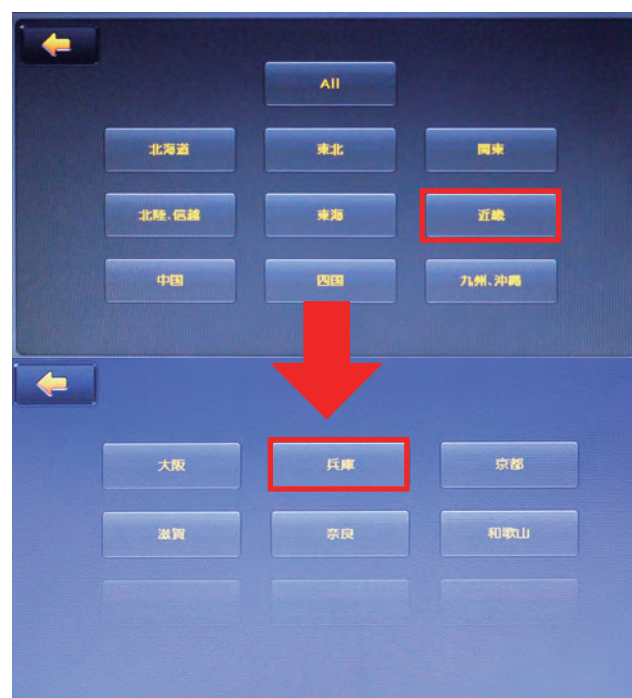 All
北海道 東北 関東
北陸、信越 東海 近畿
中国 四国 九州、沖縄
大阪 兵庫 京都
滋賀 奈良 和歌山